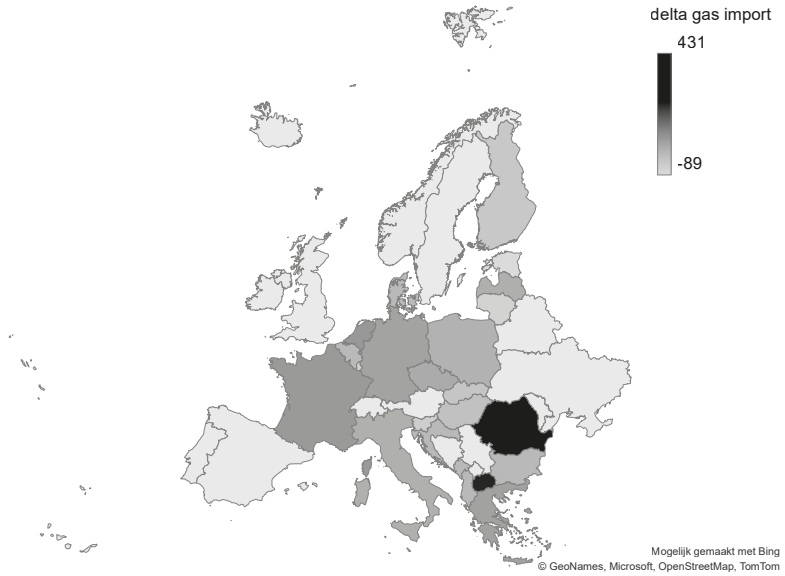 delta gas import
431
-89
Mogelijk gemaakt met Bing
© GeoNames, Microsoft, OpenStreetMap, TomTom